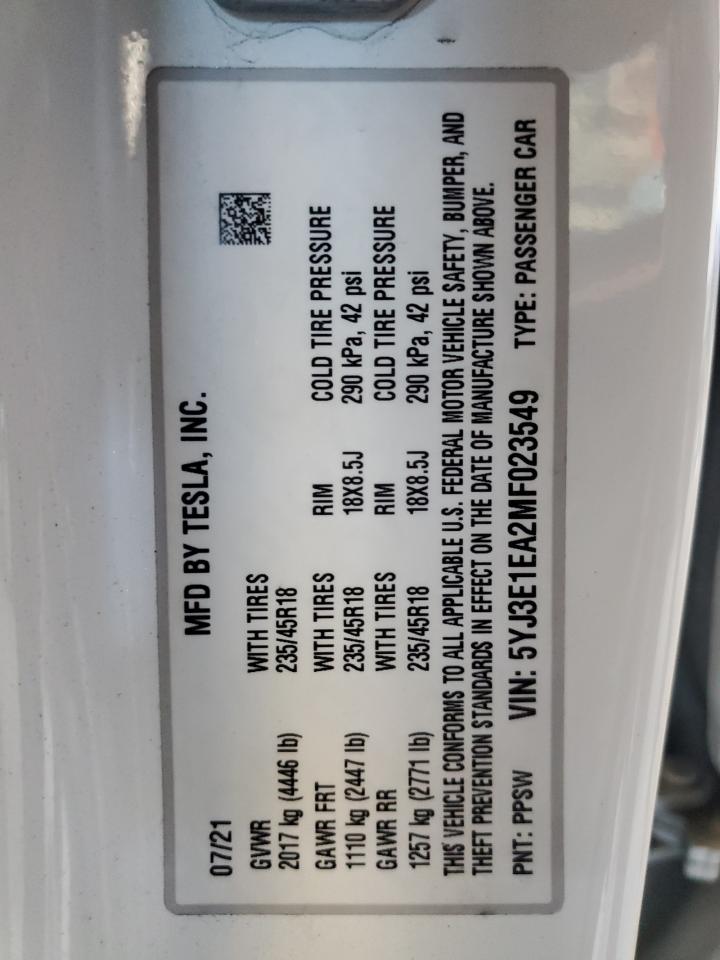 MFD BY TESLA, INC.
07/21
GVWR WITH TIRES
2017 kg (4446 lb) 235/45R18
GAWR FRT WITH TIRES RIM COLD TIRE PRESSURE
1110 kg (2447 lb) 235/45R18 18X8.5J 290 kPa, 42 psi
GAWR RR WITH TIRES RIM COLD TIRE PRESSURE
1257 kg (2771 lb) 235/45R18 18X8.5J 290 kPa, 42 psi
THIS VEHICLE CONFORMS TO ALL APPLICABLE U.S. FEDERAL MOTOR VEHICLE SAFETY, BUMPER, AND
THEFT PREVENTION STANDARDS IN EFFECT ON THE DATE OF MANUFACTURE SHOWN ABOVE.
PNT: PPSW VIN: 5YJ3E1EA2MF023549 TYPE: PASSENGER CAR